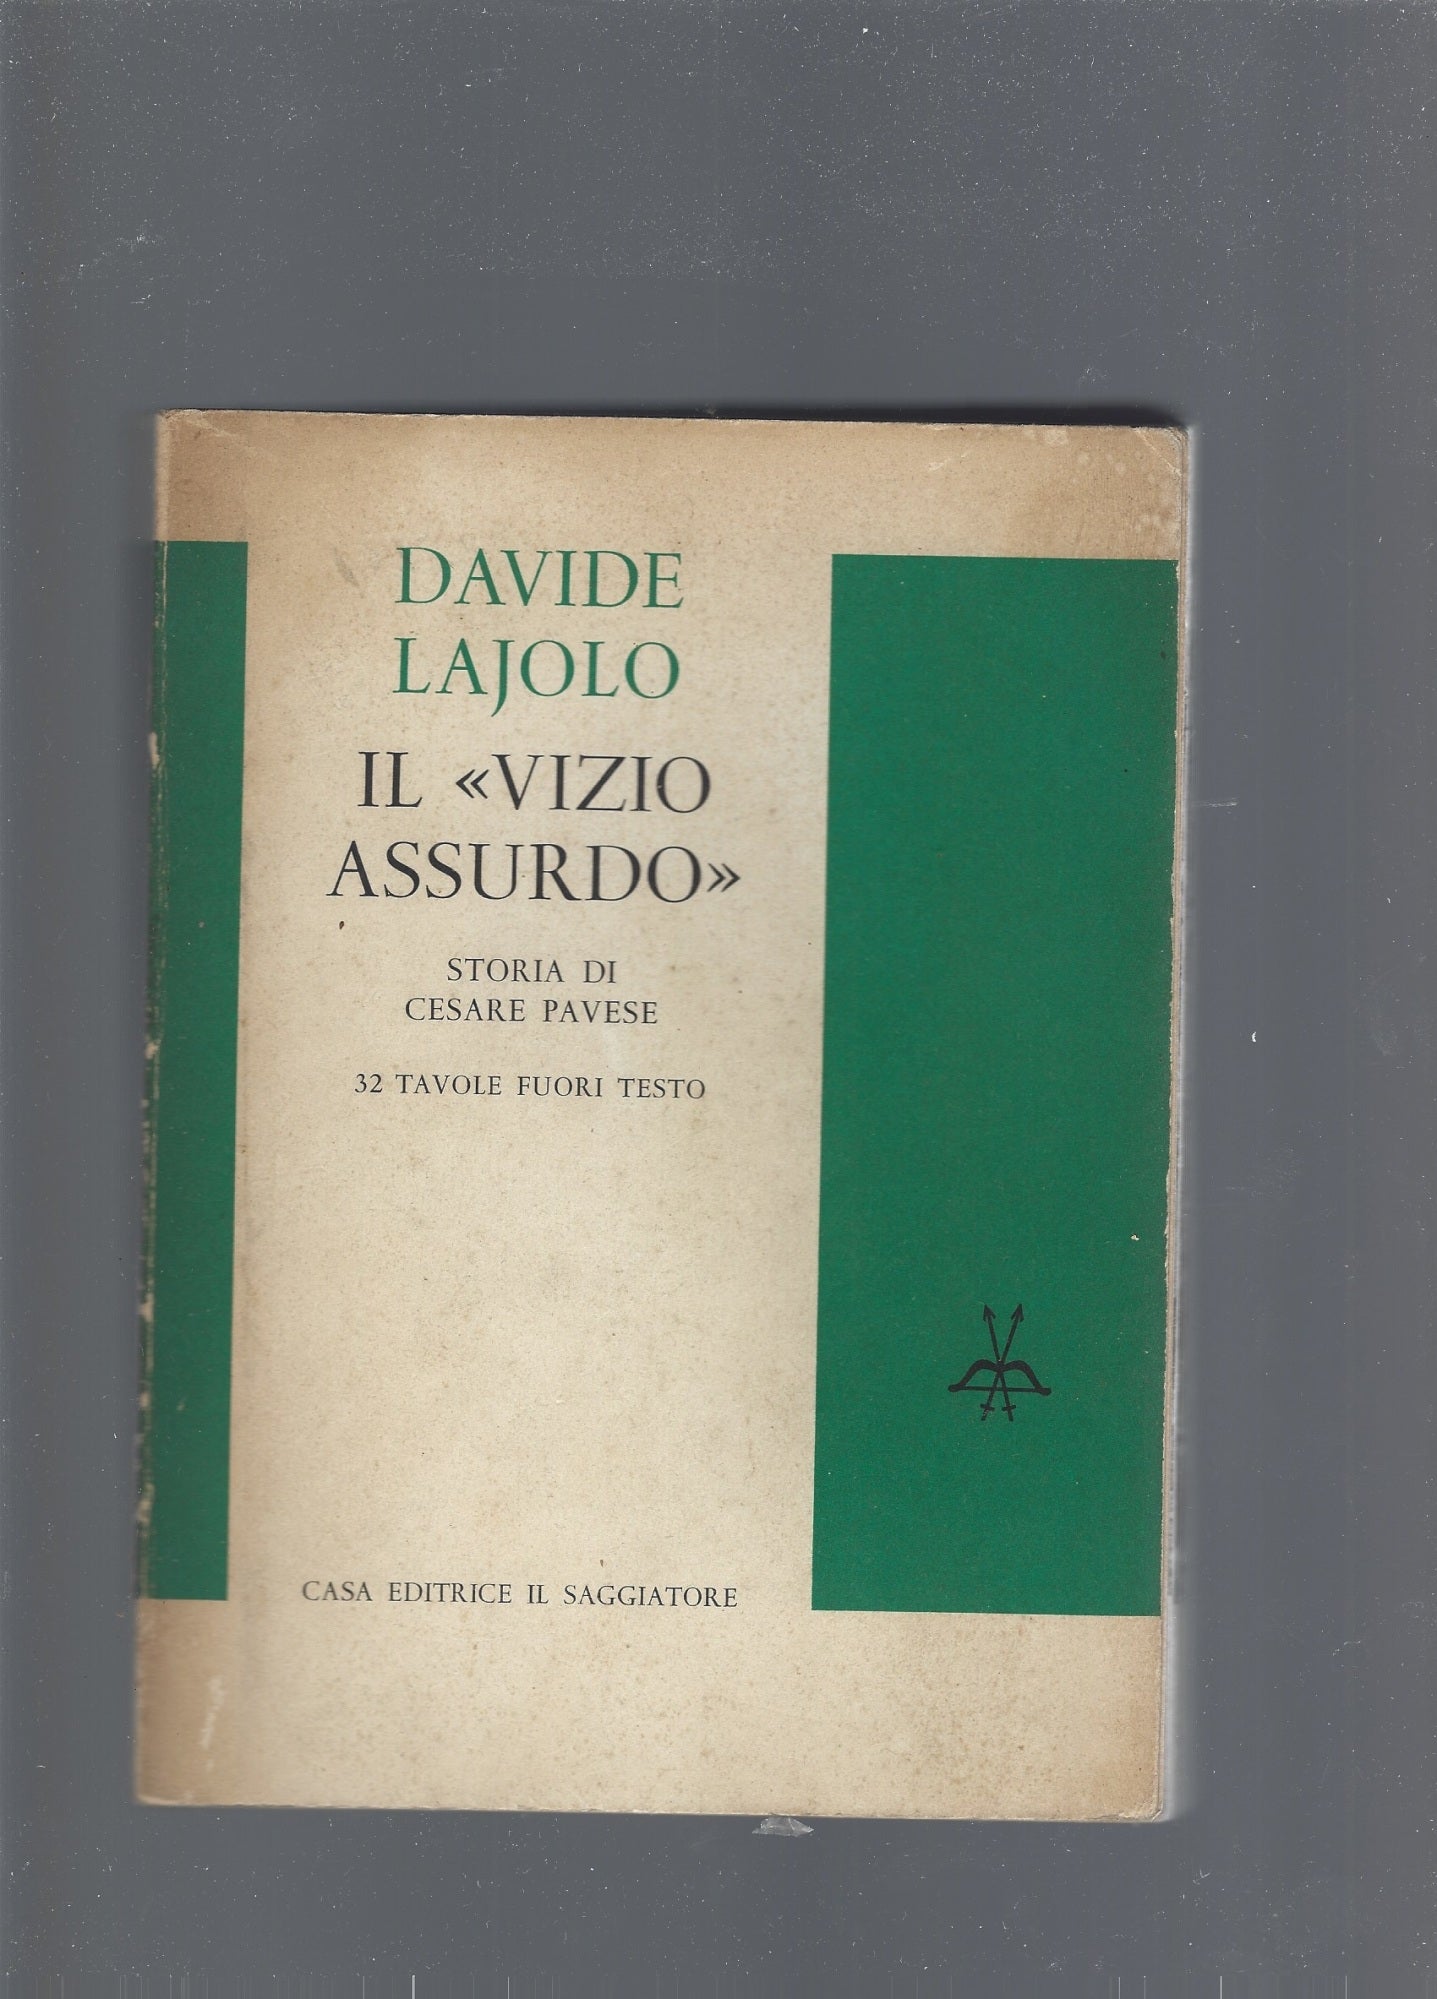 DAVIDE
LAJOLO
IL «VIZIO
ASSURDO»
STORIA DI
CESARE PAVESE
32 TAVOLE FUORI TESTO
CASA EDITRICE IL SAGGIATORE